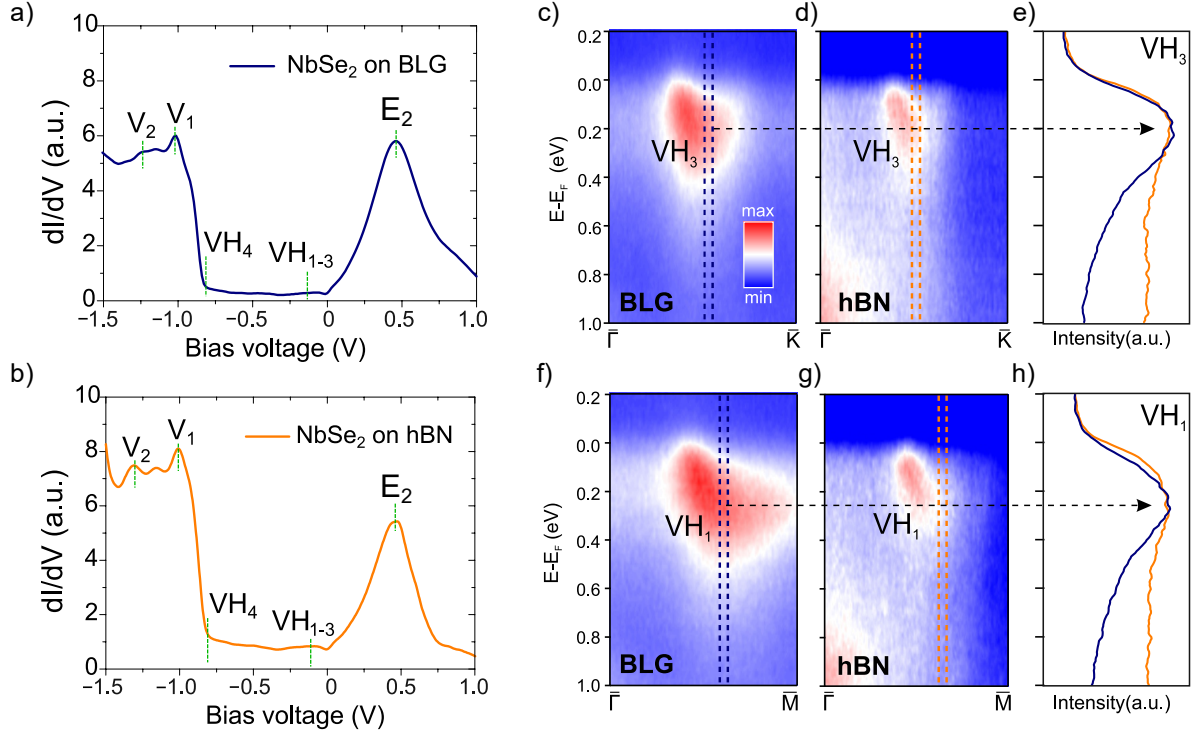 a)
10
8
6
4
2
0
dI/dV (a.u.)
NbSe2 on BLG
V2
V1
E2
VH4
VH1-3
−1.5 −1.0 −0.5 0 0.5 1.0
Bias voltage (V)
b)
10
8
6
4
2
0
dI/dV (a.u.)
NbSe2 on hBN
V2
V1
E2
VH4
VH1-3
−1.5 −1.0 −0.5 0 0.5 1.0
Bias voltage (V)
c)
0.2
0.0
0.2
0.4
0.6
0.8
1.0
E-EF (eV)
VH3
max
min
BLG
Γ̄ K̄
d)
VH3
hBN
Γ̄ K̄
e)
VH3
Intensity(a.u.)
f)
0.2
0.0
0.2
0.4
0.6
0.8
1.0
E-EF (eV)
VH1
BLG
Γ̄ M̄
g)
VH1
hBN
Γ̄ M̄
h)
VH1
Intensity(a.u.)